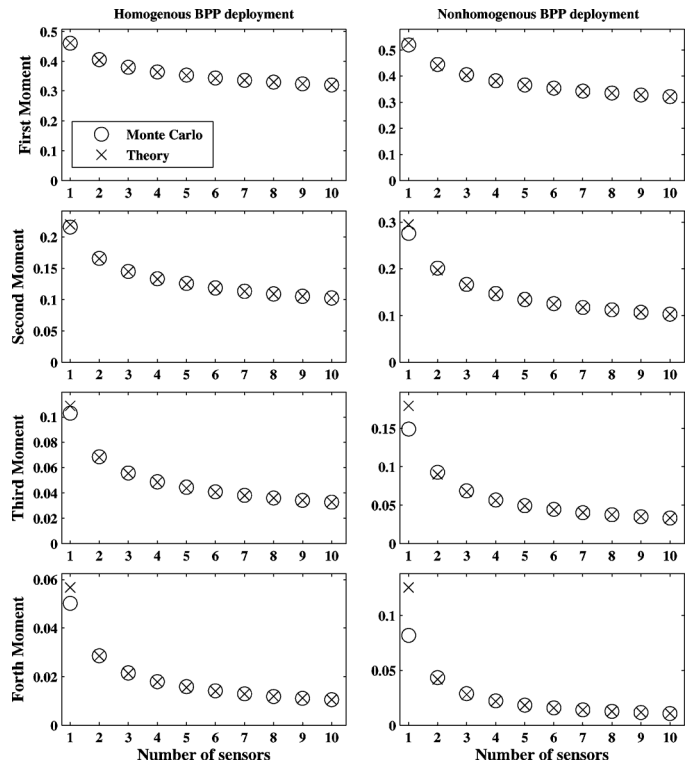 Homogenous BPP deployment
Nonhomogenous BPP deployment
First Moment
0.5
0.4
0.3
0.2
0.1
0
Monte Carlo
Theory
1 2 3 4 5 6 7 8 9 10
0.5
0.4
0.3
0.2
0.1
0
1 2 3 4 5 6 7 8 9 10
Second Moment
0.2
0.15
0.1
0.05
0
1 2 3 4 5 6 7 8 9 10
0.3
0.2
0.1
0
1 2 3 4 5 6 7 8 9 10
Third Moment
0.1
0.08
0.06
0.04
0.02
0
1 2 3 4 5 6 7 8 9 10
0.15
0.1
0.05
0
1 2 3 4 5 6 7 8 9 10
Forth Moment
0.06
0.04
0.02
0
1 2 3 4 5 6 7 8 9 10
Number of sensors
0.1
0.05
0
1 2 3 4 5 6 7 8 9 10
Number of sensors